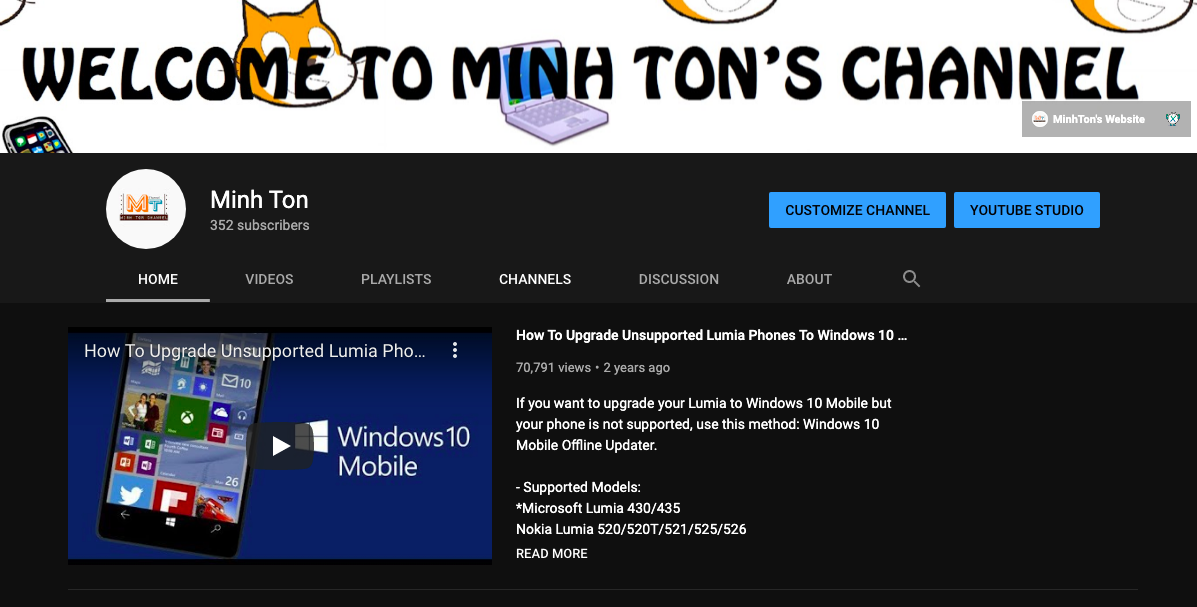 WELCOME TO MINH TON'S CHANNEL
MinhTon's Website
MT
MINH TON CHANNEL
Minh Ton
352 subscribers
CUSTOMIZE CHANNEL
YOUTUBE STUDIO
HOME
VIDEOS
PLAYLISTS
CHANNELS
DISCUSSION
ABOUT
How To Upgrade Unsupported Lumia Pho...
10
26
Windows 10
Mobile
How To Upgrade Unsupported Lumia Phones To Windows 10 ...
70,791 views • 2 years ago
If you want to upgrade your Lumia to Windows 10 Mobile but
your phone is not supported, use this method: Windows 10
Mobile Offline Updater.
- Supported Models:
*Microsoft Lumia 430/435
Nokia Lumia 520/520T/521/525/526
READ MORE